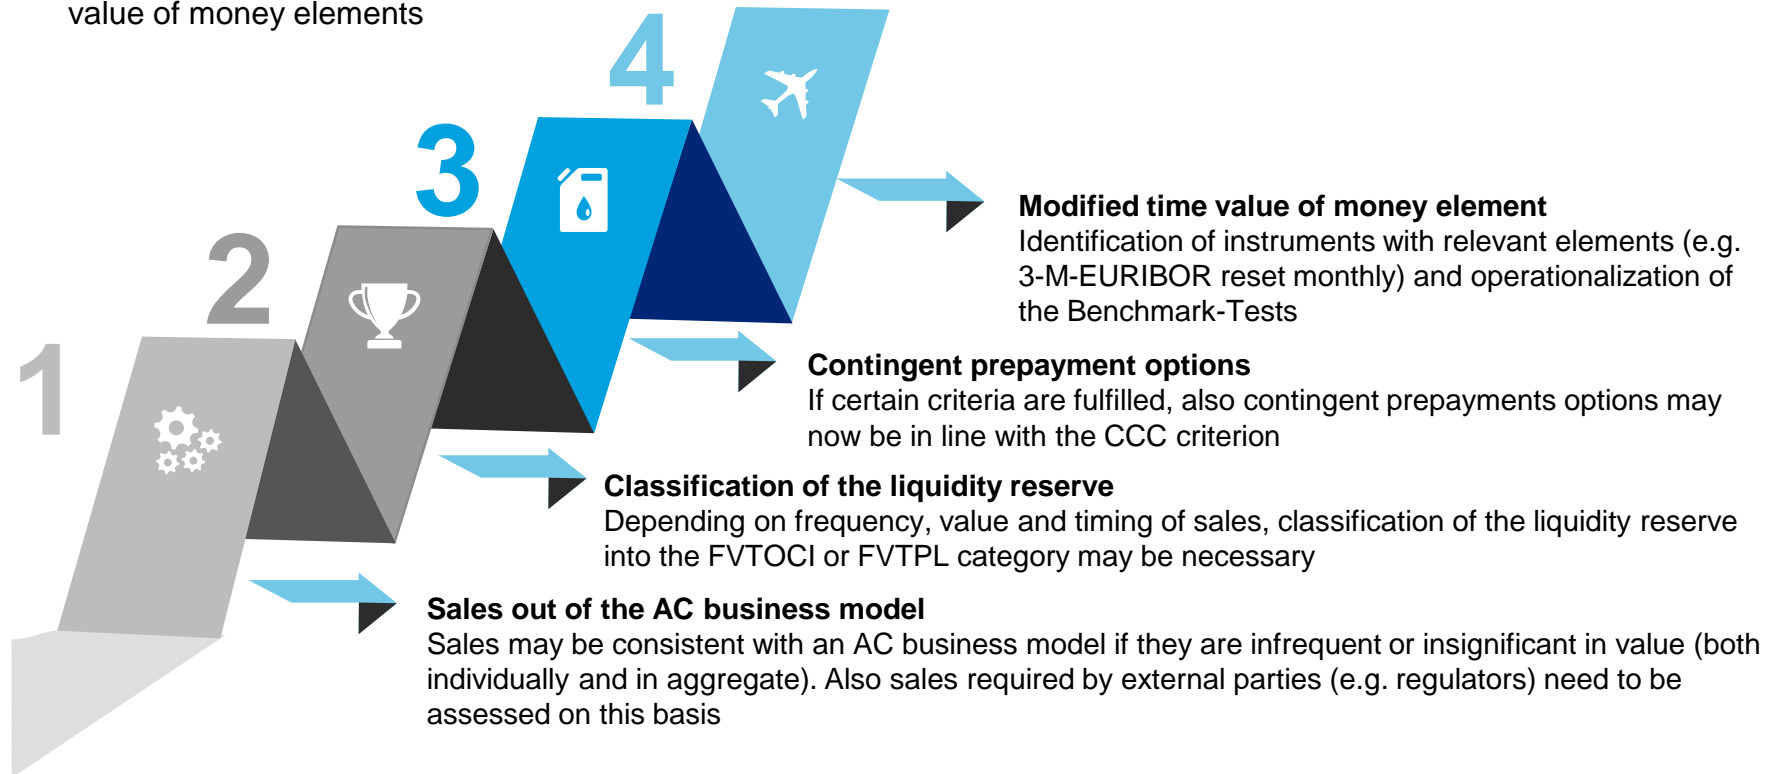 value of money elements
4
3
2
1
Modified time value of money element
Identification of instruments with relevant elements (e.g.
3-M-EURIBOR reset monthly) and operationalization of
the Benchmark-Tests
Contingent prepayment options
If certain criteria are fulfilled, also contingent prepayments options may
now be in line with the CCC criterion
Classification of the liquidity reserve
Depending on frequency, value and timing of sales, classification of the liquidity reserve
into the FVTOCI or FVTPL category may be necessary
Sales out of the AC business model
Sales may be consistent with an AC business model if they are infrequent or insignificant in value (both
individually and in aggregate). Also sales required by external parties (e.g. regulators) need to be
assessed on this basis